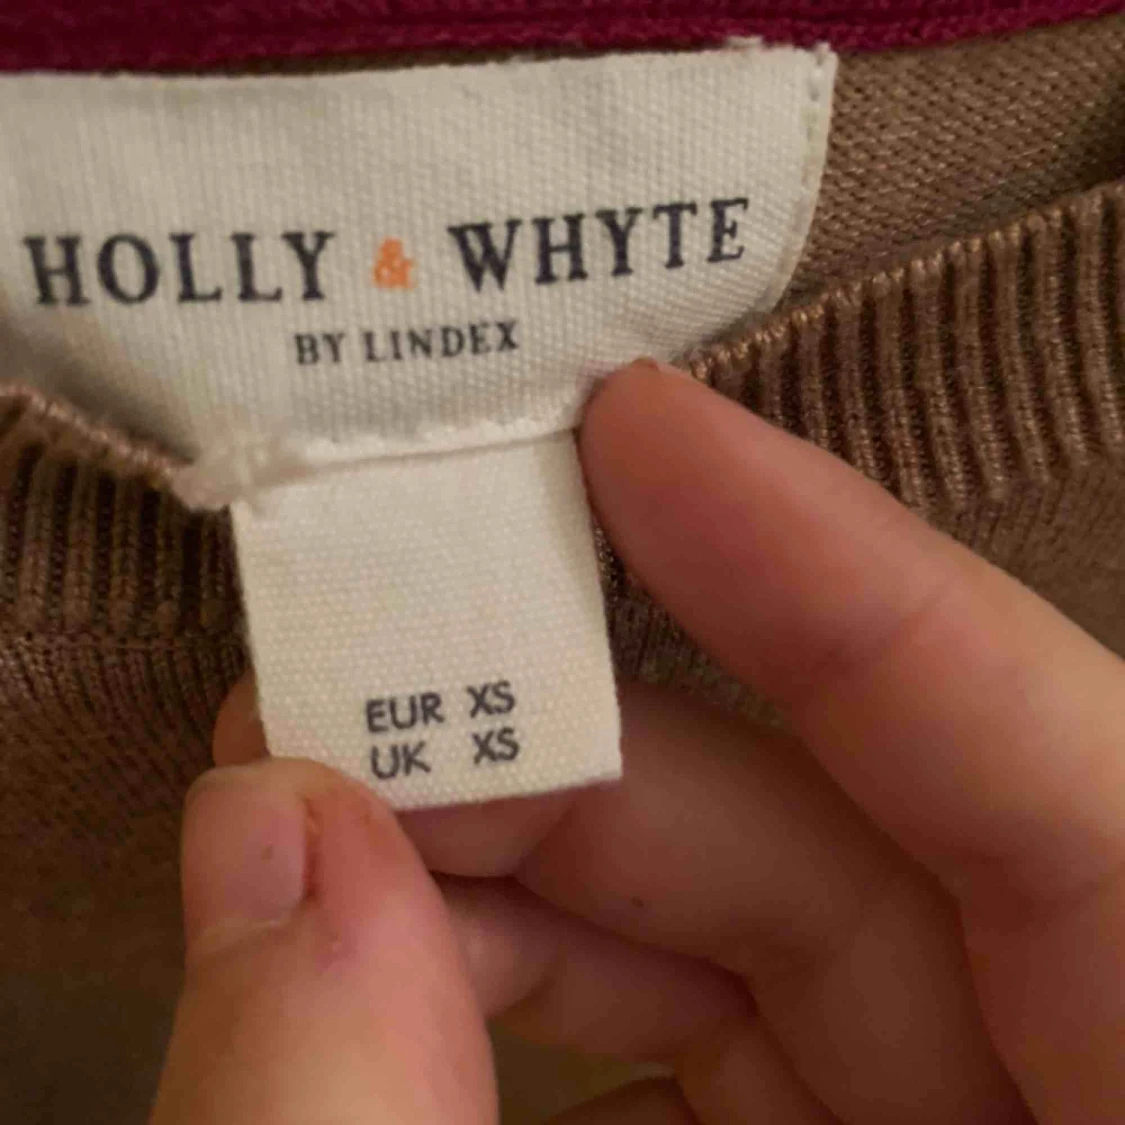 HOLLY & WHYTE
BY LINDEX
EUR XS
UK XS